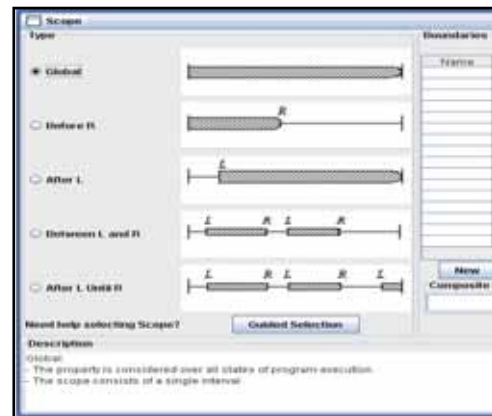 Scope
Type
Boundaries
Name
Global
R
Before R
L
After L
L R L R
Between L and R
L R L R L
After L Until R
New
Composite
Need help selecting Scope?
Guided Selection
Description
Global:
- The property is considered over all states of program execution.
- The scope consists of a single interval